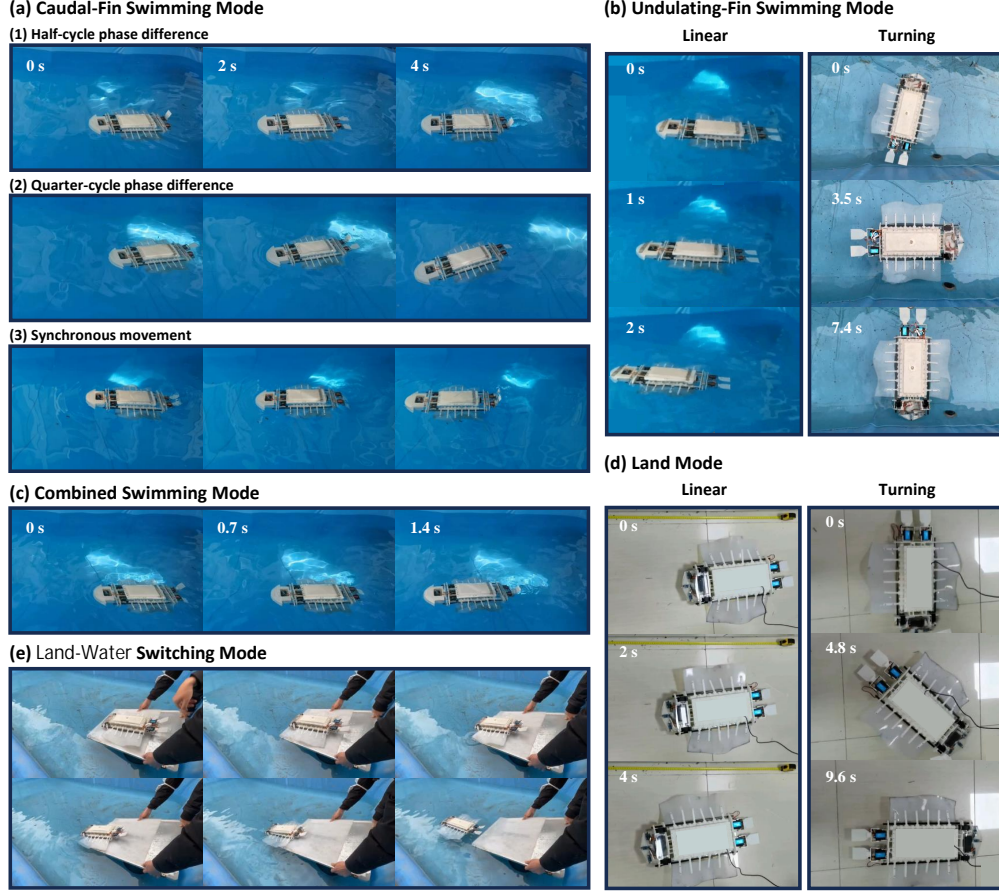 (a) Caudal-Fin Swimming Mode
(1) Half-cycle phase difference
0 s
2 s
4 s
(2) Quarter-cycle phase difference
(3) Synchronous movement
(b) Undulating-Fin Swimming Mode
Linear
Turning
0 s
1 s
2 s
0 s
3.5 s
7.4 s
(c) Combined Swimming Mode
0 s
0.7 s
1.4 s
(d) Land Mode
Linear
Turning
0 s
2 s
4 s
0 s
4.8 s
9.6 s
(e) Land-Water Switching Mode